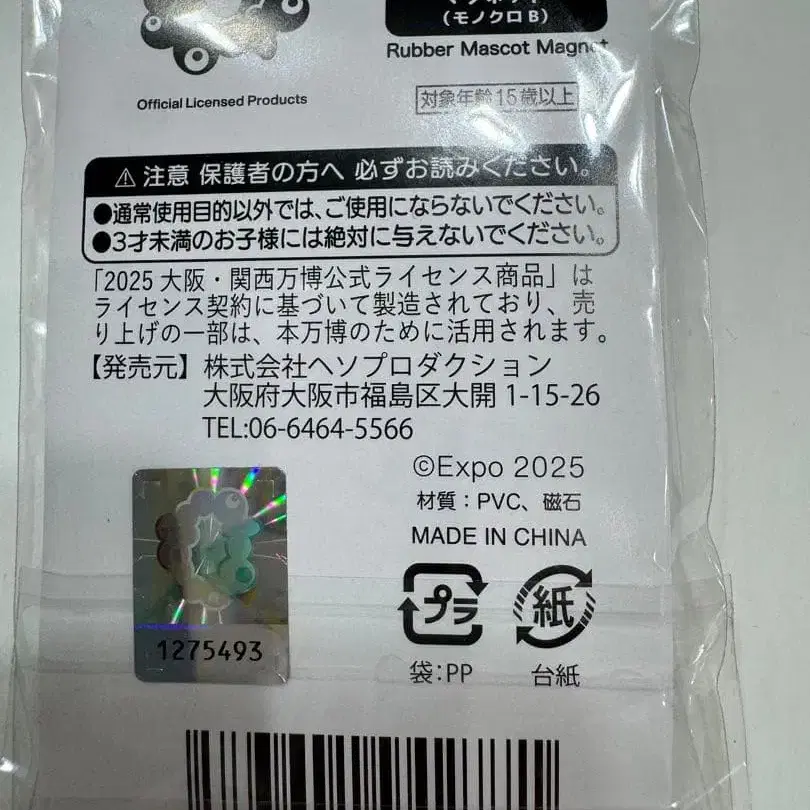 (モノクロB)
Rubber Mascot Magnet
Official Licensed Products
対象年齢15歳以上
⚠注意 保護者の方へ 必ずお読みください。
●通常使用目的以外では、ご使用にならないでください。
●3才未満のお子様には絶対に与えないでください。
「2025 大阪・関西万博公式ライセンス商品」は
ライセンス契約に基づいて製造されており、売
り上げの一部は、本万博のために活用されます。
【発売元】株式会社ヘソプロダクション
大阪府大阪市福島区大開 1-15-26
TEL:06-6464-5566
©Expo 2025
材質:PVC、磁石
MADE IN CHINA
プラ
紙
袋:PP
台紙
1275493